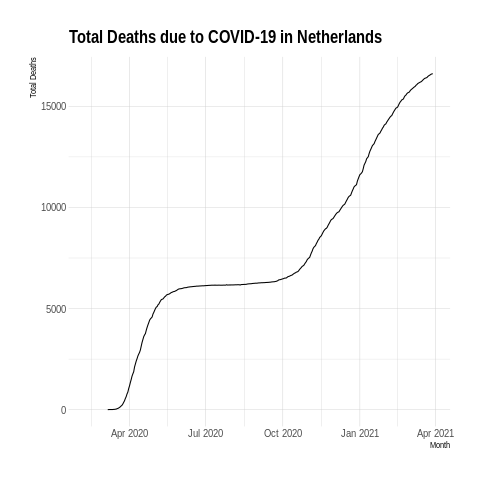 Total Deaths due to COVID-19 in Netherlands
Total Deaths
15000
10000
5000
0
Apr 2020 Jul 2020 Oct 2020 Jan 2021 Apr 2021
Month